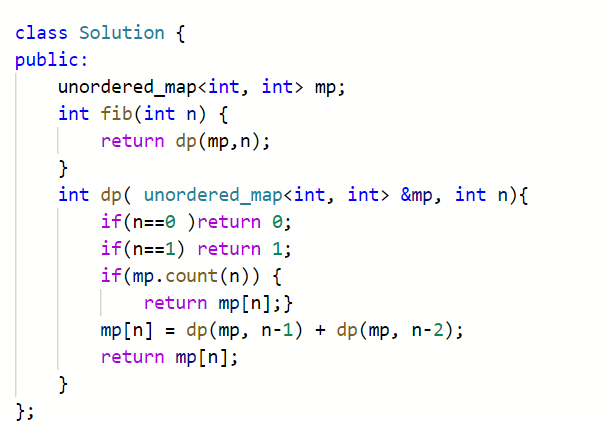 class Solution {
public:
    unordered_map<int, int> mp;
    int fib(int n) {
        return dp(mp,n);
    }
    int dp( unordered_map<int, int> &mp, int n){
        if(n==0 )return 0;
        if(n==1) return 1;
        if(mp.count(n)) {
            return mp[n];}
        mp[n] = dp(mp, n-1) + dp(mp, n-2);
        return mp[n];
    }
};